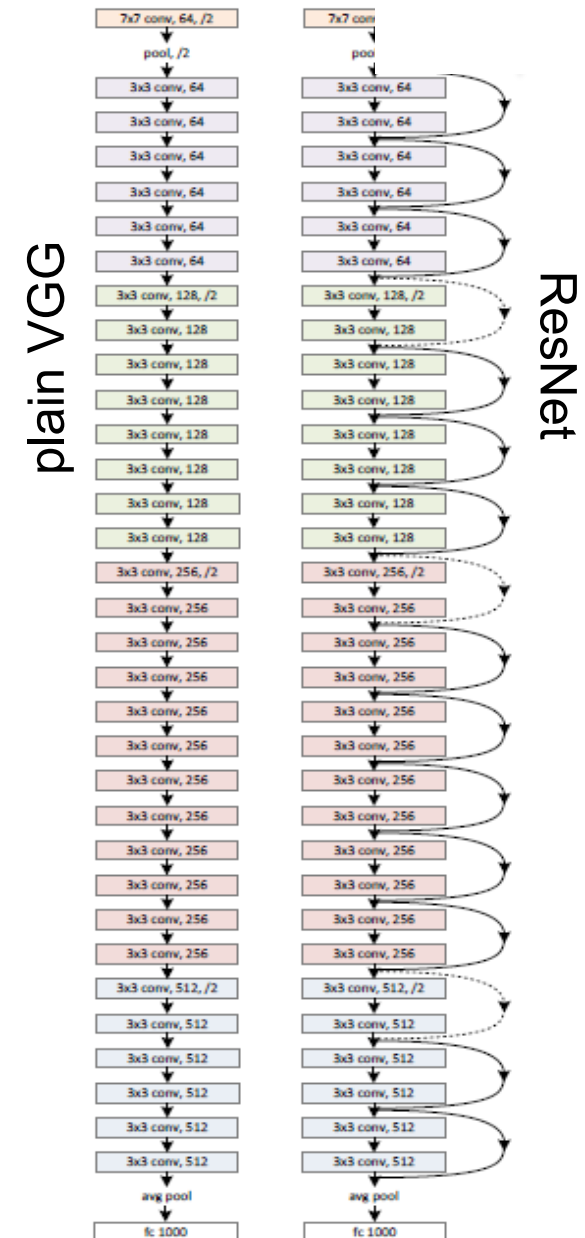 plain VGG
7x7 conv, 64, /2
pool, /2
3x3 conv, 64
3x3 conv, 64
3x3 conv, 64
3x3 conv, 64
3x3 conv, 64
3x3 conv, 64
3x3 conv, 128, /2
3x3 conv, 128
3x3 conv, 128
3x3 conv, 128
3x3 conv, 128
3x3 conv, 128
3x3 conv, 128
3x3 conv, 128
3x3 conv, 256, /2
3x3 conv, 256
3x3 conv, 256
3x3 conv, 256
3x3 conv, 256
3x3 conv, 256
3x3 conv, 256
3x3 conv, 256
3x3 conv, 256
3x3 conv, 256
3x3 conv, 256
3x3 conv, 256
3x3 conv, 512, /2
3x3 conv, 512
3x3 conv, 512
3x3 conv, 512
3x3 conv, 512
3x3 conv, 512
avg pool
fc 1000
7x7 con
pool
3x3 conv, 64
3x3 conv, 64
3x3 conv, 64
3x3 conv, 64
3x3 conv, 64
3x3 conv, 64
3x3 conv, 128, /2
3x3 conv, 128
3x3 conv, 128
3x3 conv, 128
3x3 conv, 128
3x3 conv, 128
3x3 conv, 128
3x3 conv, 128
3x3 conv, 256, /2
3x3 conv, 256
3x3 conv, 256
3x3 conv, 256
3x3 conv, 256
3x3 conv, 256
3x3 conv, 256
3x3 conv, 256
3x3 conv, 256
3x3 conv, 256
3x3 conv, 256
3x3 conv, 256
3x3 conv, 512, /2
3x3 conv, 512
3x3 conv, 512
3x3 conv, 512
3x3 conv, 512
3x3 conv, 512
avg pool
fc 1000
ResNet